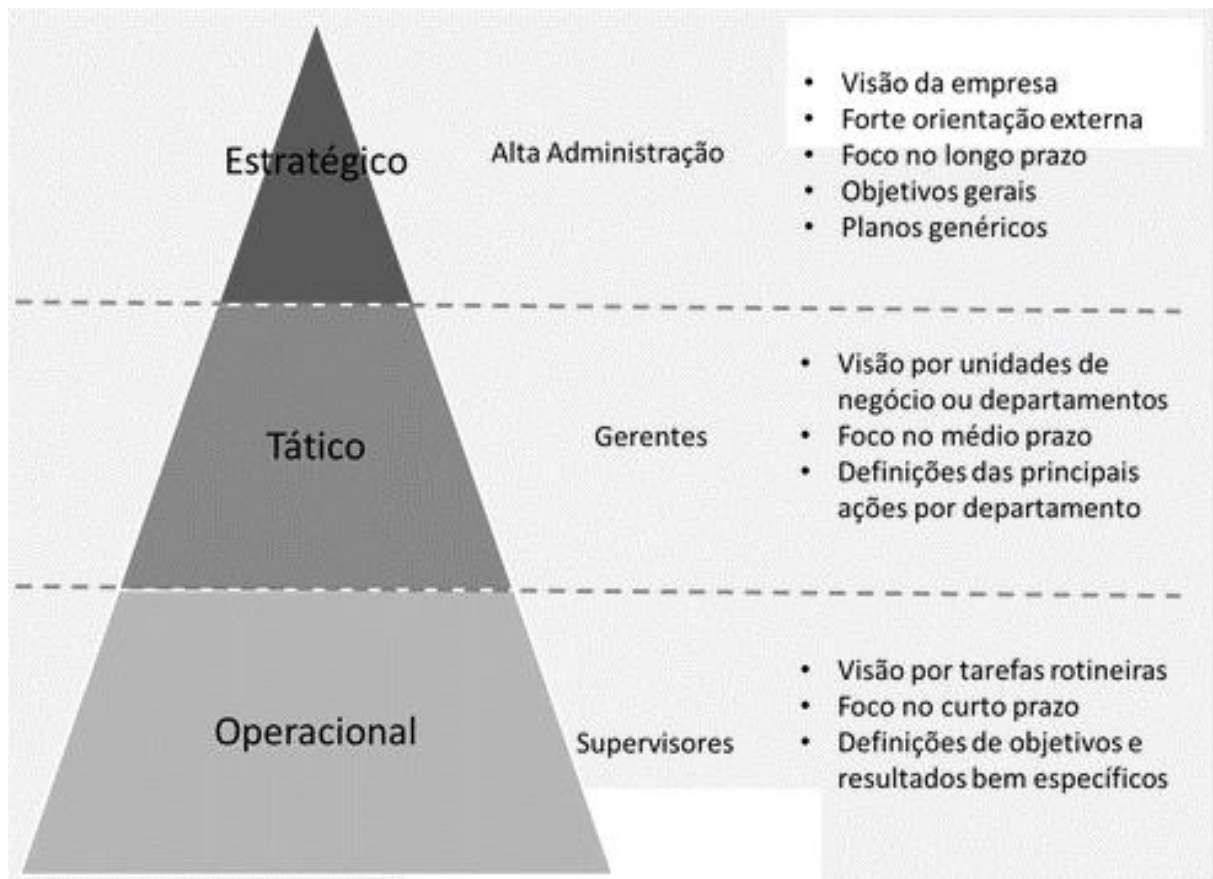 Estratégico
Alta Administração
• Visão da empresa
• Forte orientação externa
• Foco no longo prazo
• Objetivos gerais
• Planos genéricos
Tático
Gerentes
• Visão por unidades de
negócio ou departamentos
• Foco no médio prazo
• Definições das principais
ações por departamento
Operacional
Supervisores
• Visão por tarefas rotineiras
• Foco no curto prazo
• Definições de objetivos e
resultados bem específicos